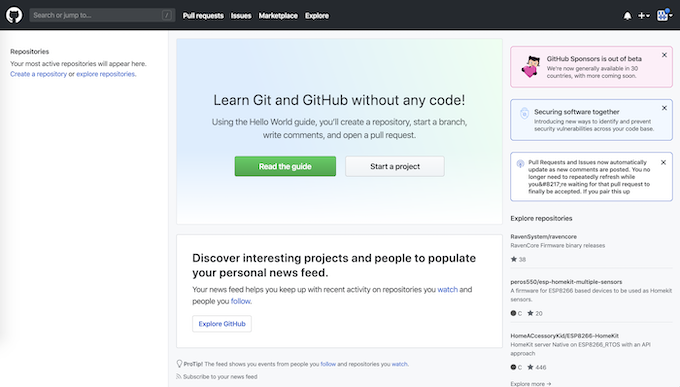 Search or jump to...
/
Pull requests Issues Marketplace Explore
Repositories
Your most active repositories will appear here.
Create a repository or explore repositories.
Learn Git and GitHub without any code!
Using the Hello World guide, you'll create a repository, start a branch,
write comments, and open a pull request.
Read the guide
Start a project
Discover interesting projects and people to populate
your personal news feed.
Your news feed helps you keep up with recent activity on repositories you watch and
people you follow.
Explore GitHub
ProTip! The feed shows you events from people you follow and repositories you watch.
Subscribe to your news feed
GitHub Sponsors is out of beta
We're now generally available in 30
countries, with more coming soon.
Securing software together
Introducing new ways to identify and prevent
security vulnerabilities across your code base.
Pull Requests and Issues now automatically
update as new comments are posted. You no
longer need to repeatedly refresh while
you&#8217;re waiting for that pull request to
finally be accepted. If you pair this up
Explore repositories
RavenSystem/ravencore
RavenCore Firmware binary releases
38
peros550/esp-homekit-multiple-sensors
A firmware for ESP8266 based devices to be used as Homekit
sensors.
C 20
HomeACcessoryKid/ESP8266-HomeKit
HomeKit server Native on ESP8266_RTOS with an API
approach
C 446
Explore more →